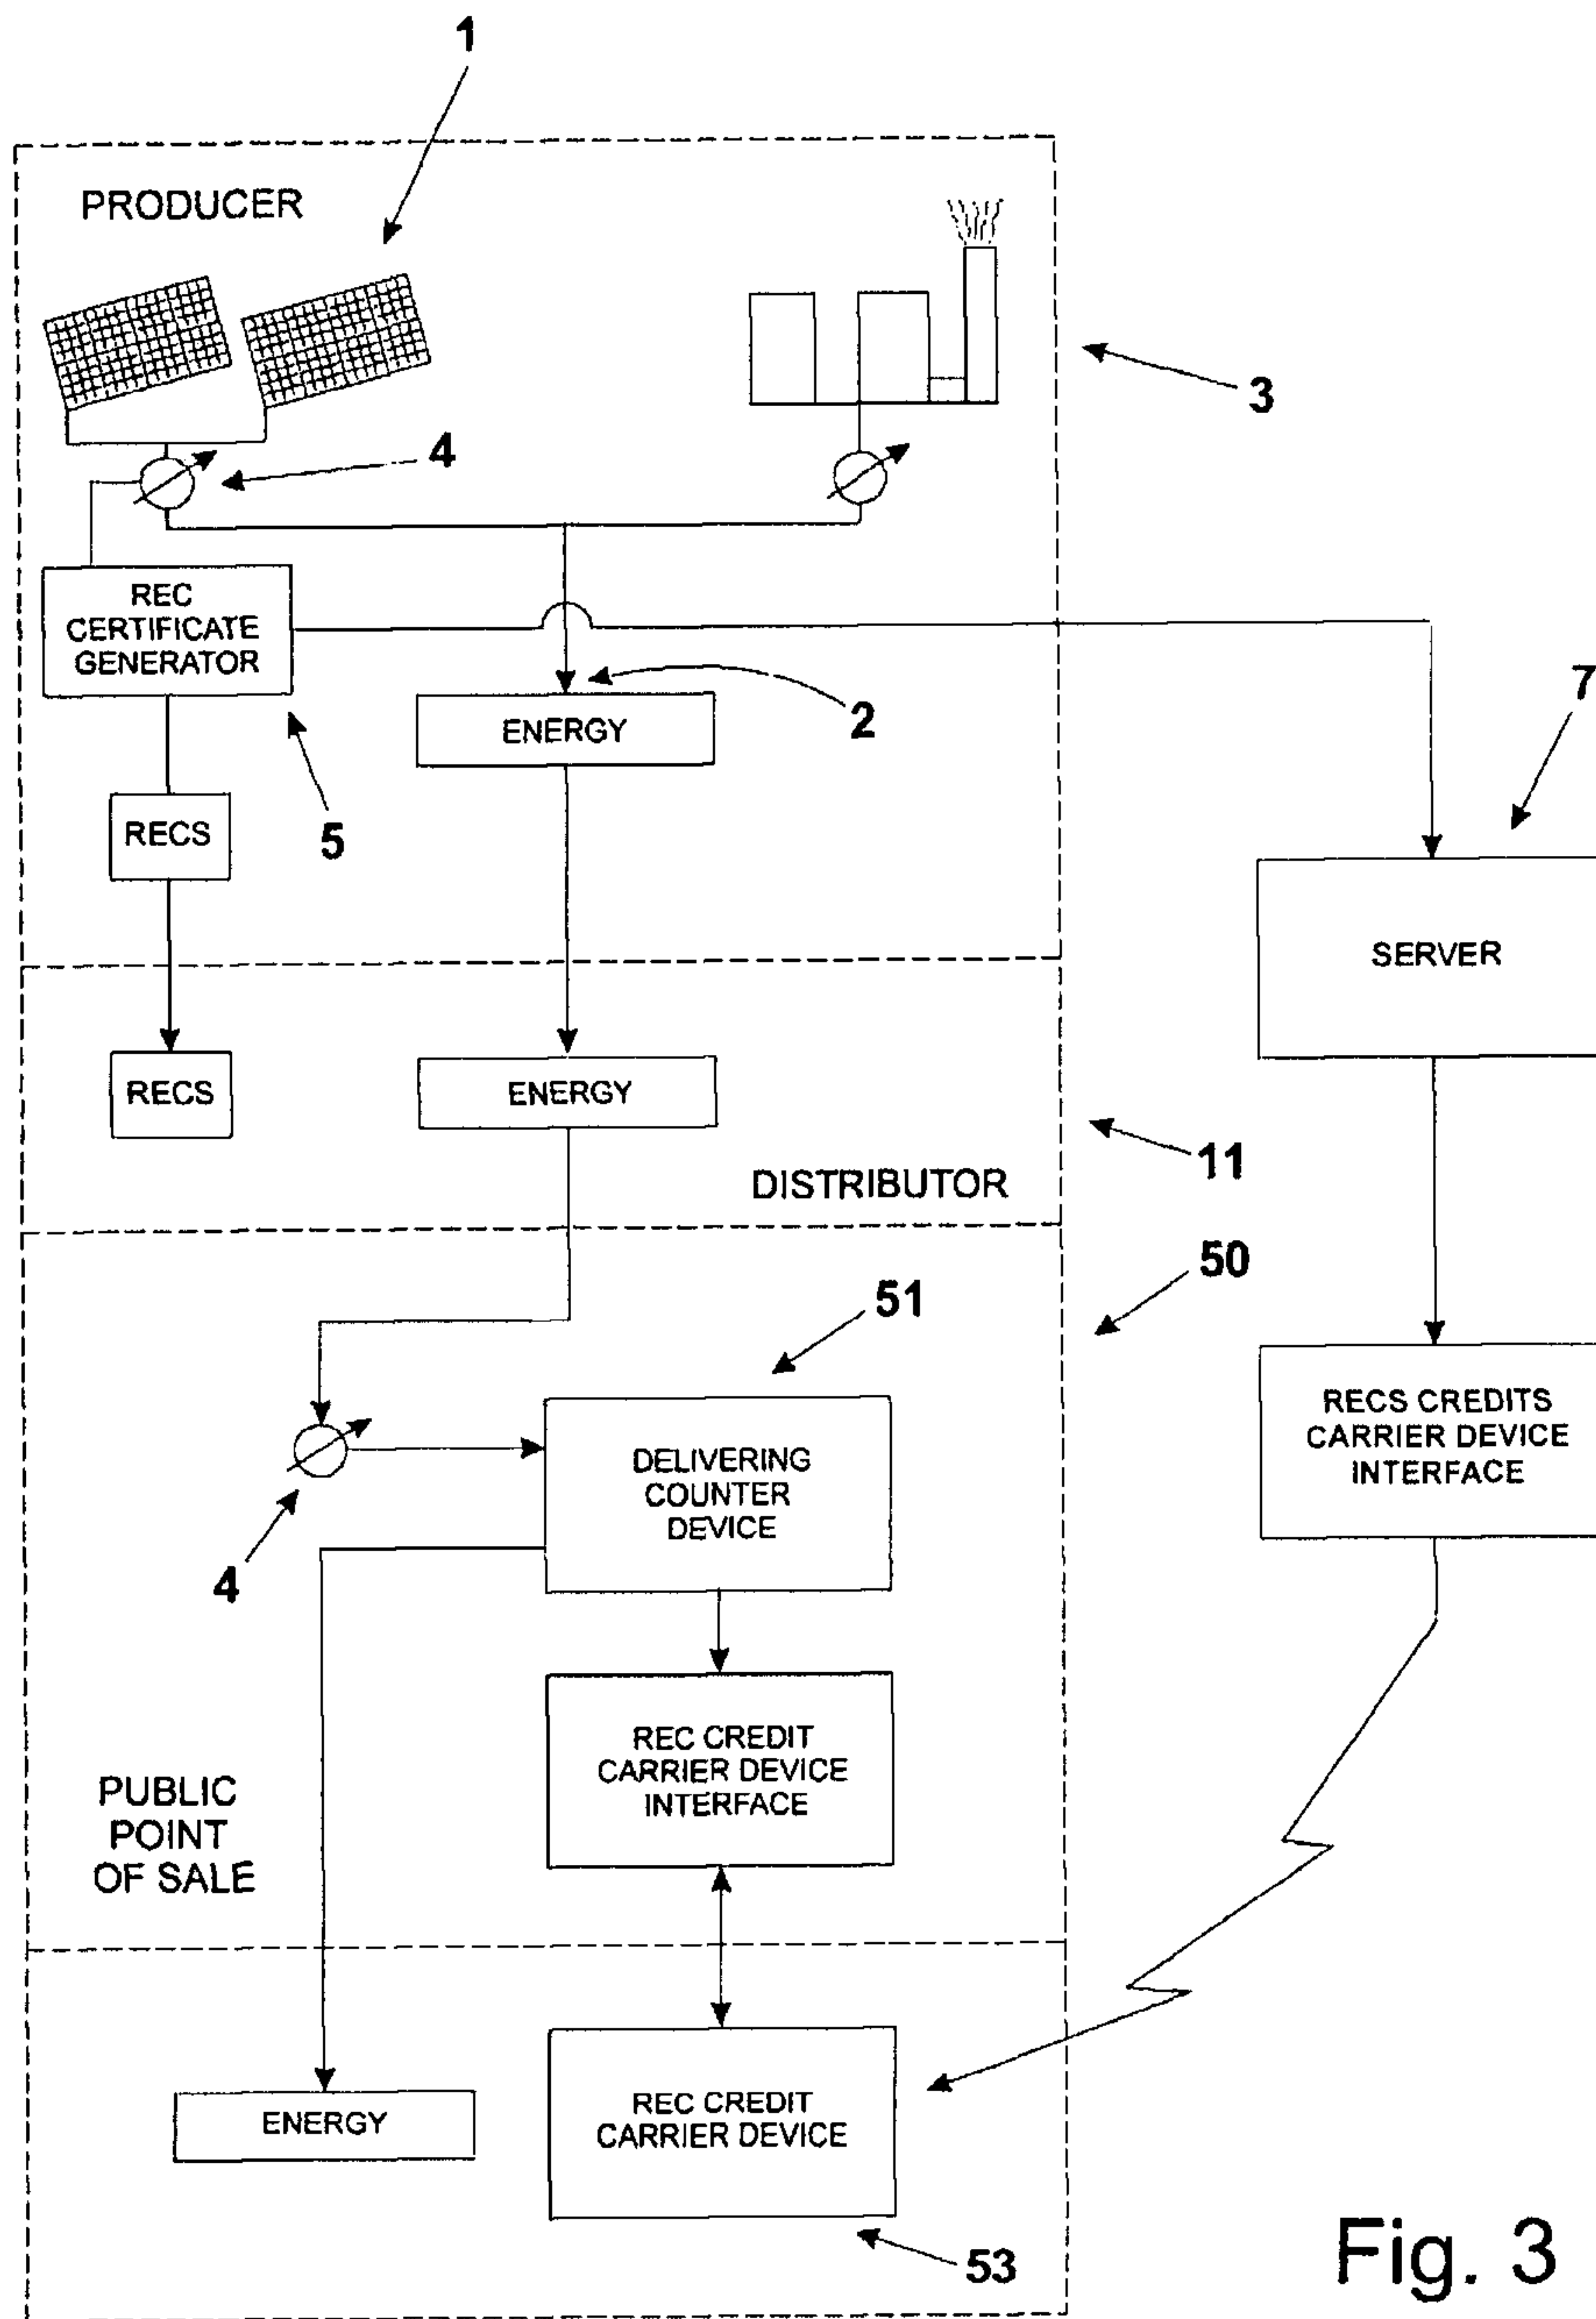 1
PRODUCER
3
4
REC
CERTIFICATE
GENERATOR
7
2
ENERGY
RECS
5
SERVER
RECS
ENERGY
11
DISTRIBUTOR
50
51
RECS CREDITS
CARRIER DEVICE
INTERFACE
DELIVERING
COUNTER
DEVICE
4
REC CREDIT
CARRIER DEVICE
INTERFACE
PUBLIC
POINT
OF SALE
REC CREDIT
CARRIER DEVICE
ENERGY
53
Fig. 3